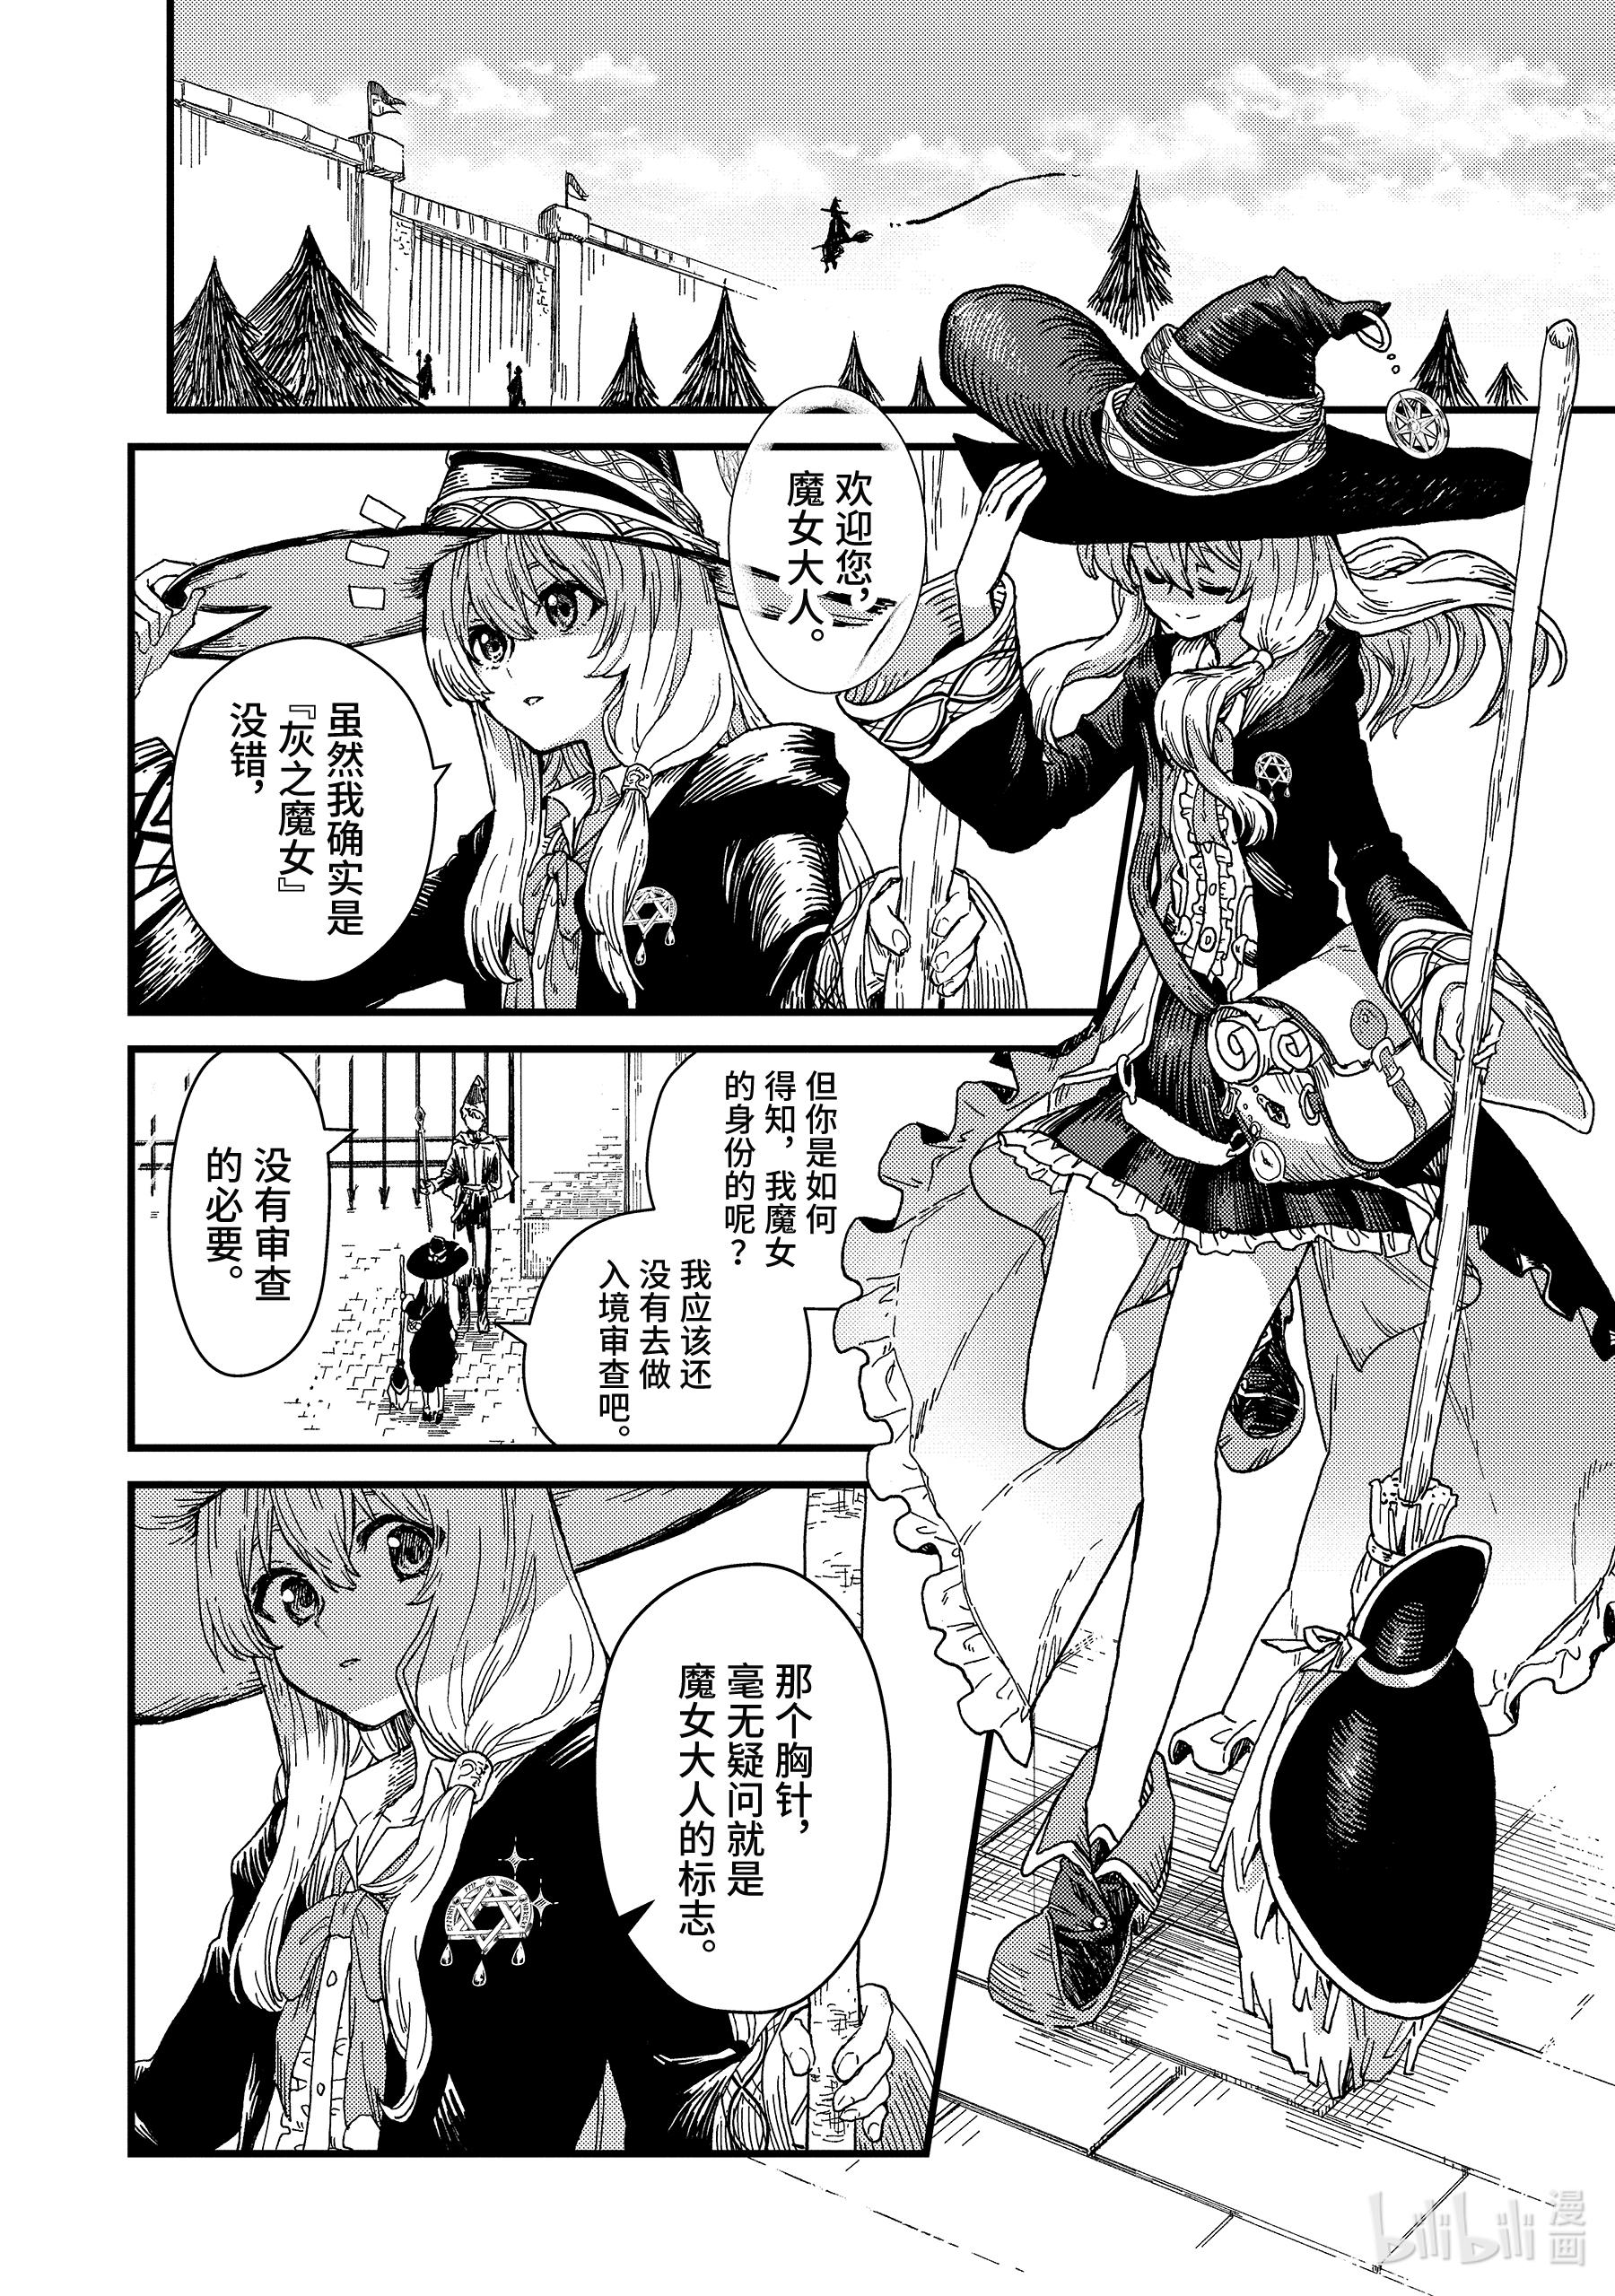 欢迎您，
魔女大人。
虽然我确实是
『灰之魔女』
没错，
但你是如何
得知，我魔女
的身份的呢？
我应该还
没有去做
入境审查吧。
没有审查
的必要。
那个胸针，
毫无疑问就是
魔女大人的标志。
bilibili
漫画